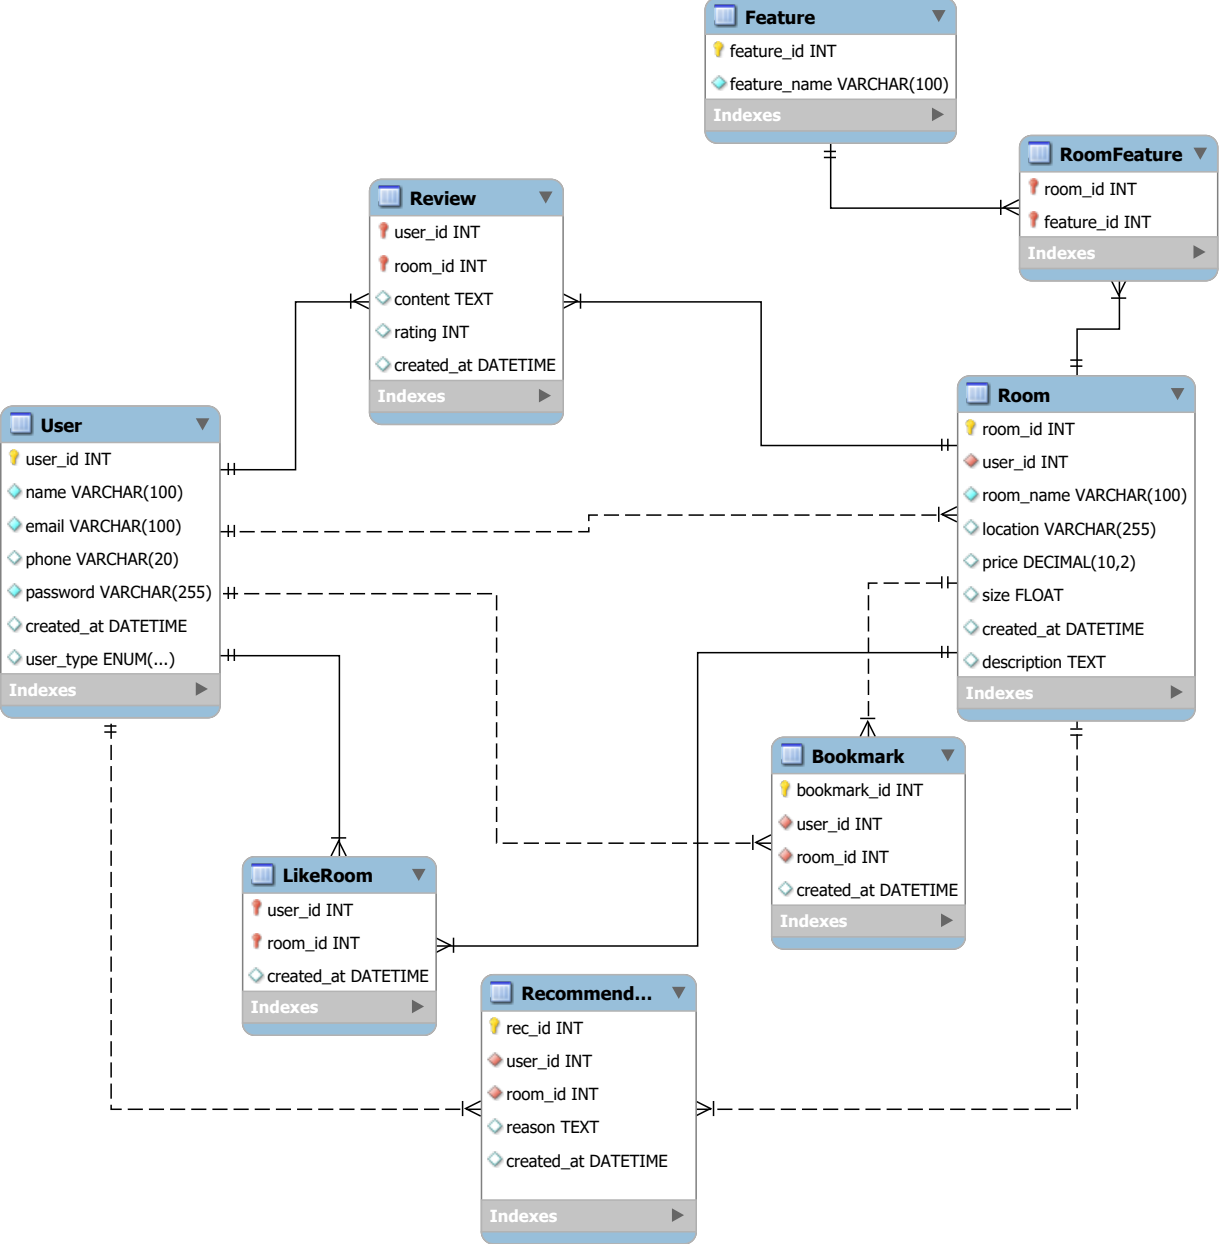 Feature
feature_id INT
feature_name VARCHAR(100)
Indexes
RoomFeature
room_id INT
feature_id INT
Indexes
Review
user_id INT
room_id INT
content TEXT
rating INT
created_at DATETIME
Indexes
User
user_id INT
name VARCHAR(100)
email VARCHAR(100)
phone VARCHAR(20)
password VARCHAR(255)
created_at DATETIME
user_type ENUM(...)
Indexes
Room
room_id INT
user_id INT
room_name VARCHAR(100)
location VARCHAR(255)
price DECIMAL(10,2)
size FLOAT
created_at DATETIME
description TEXT
Indexes
Bookmark
bookmark_id INT
user_id INT
room_id INT
created_at DATETIME
Indexes
LikeRoom
user_id INT
room_id INT
created_at DATETIME
Indexes
Recommend...
rec_id INT
user_id INT
room_id INT
reason TEXT
created_at DATETIME
Indexes